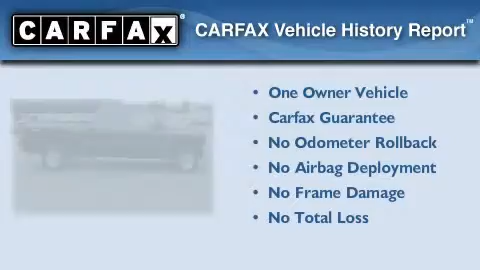 CARFAX® CARFAX Vehicle History Report™
• One Owner Vehicle
• Carfax Guarantee
• No Odometer Rollback
• No Airbag Deployment
• No Frame Damage
• No Total Loss